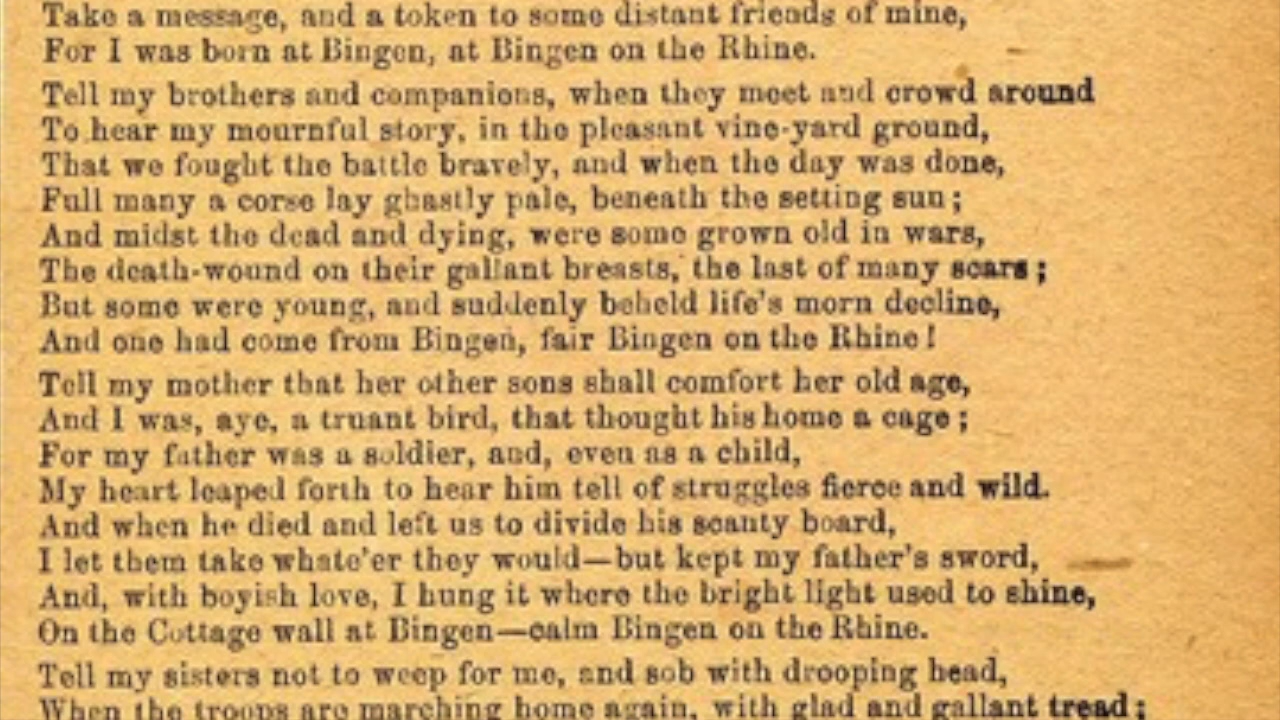 Take a message, and a token to some distant friends of mine,
For I was born at Bingen, at Bingen on the Rhine.
Tell my brothers and companions, when they meet and crowd around
To hear my mournful story, in the pleasant vine-yard ground,
That we fought the battle bravely, and when the day was done,
Full many a corse lay ghastly pale, beneath the setting sun;
And midst the dead and dying, were some grown old in wars,
The death-wound on their gallant breasts, the last of many scars;
But some were young, and suddenly beheld life's morn decline,
And one had come from Bingen, fair Bingen on the Rhine!
Tell my mother that her other sons shall comfort her old age,
And I was, aye, a truant bird, that thought his home a cage;
For my father was a soldier, and, even as a child,
My heart leaped forth to hear him tell of struggles fierce and wild.
And when he died and left us to divide his scanty board,
I let them take whate'er they would—but kept my father's sword,
And, with boyish love, I hung it where the bright light used to shine,
On the Cottage wall at Bingen—calm Bingen on the Rhine.
Tell my sisters not to weep for me, and sob with drooping head,
When the troops are marching home again, with glad and gallant tread;